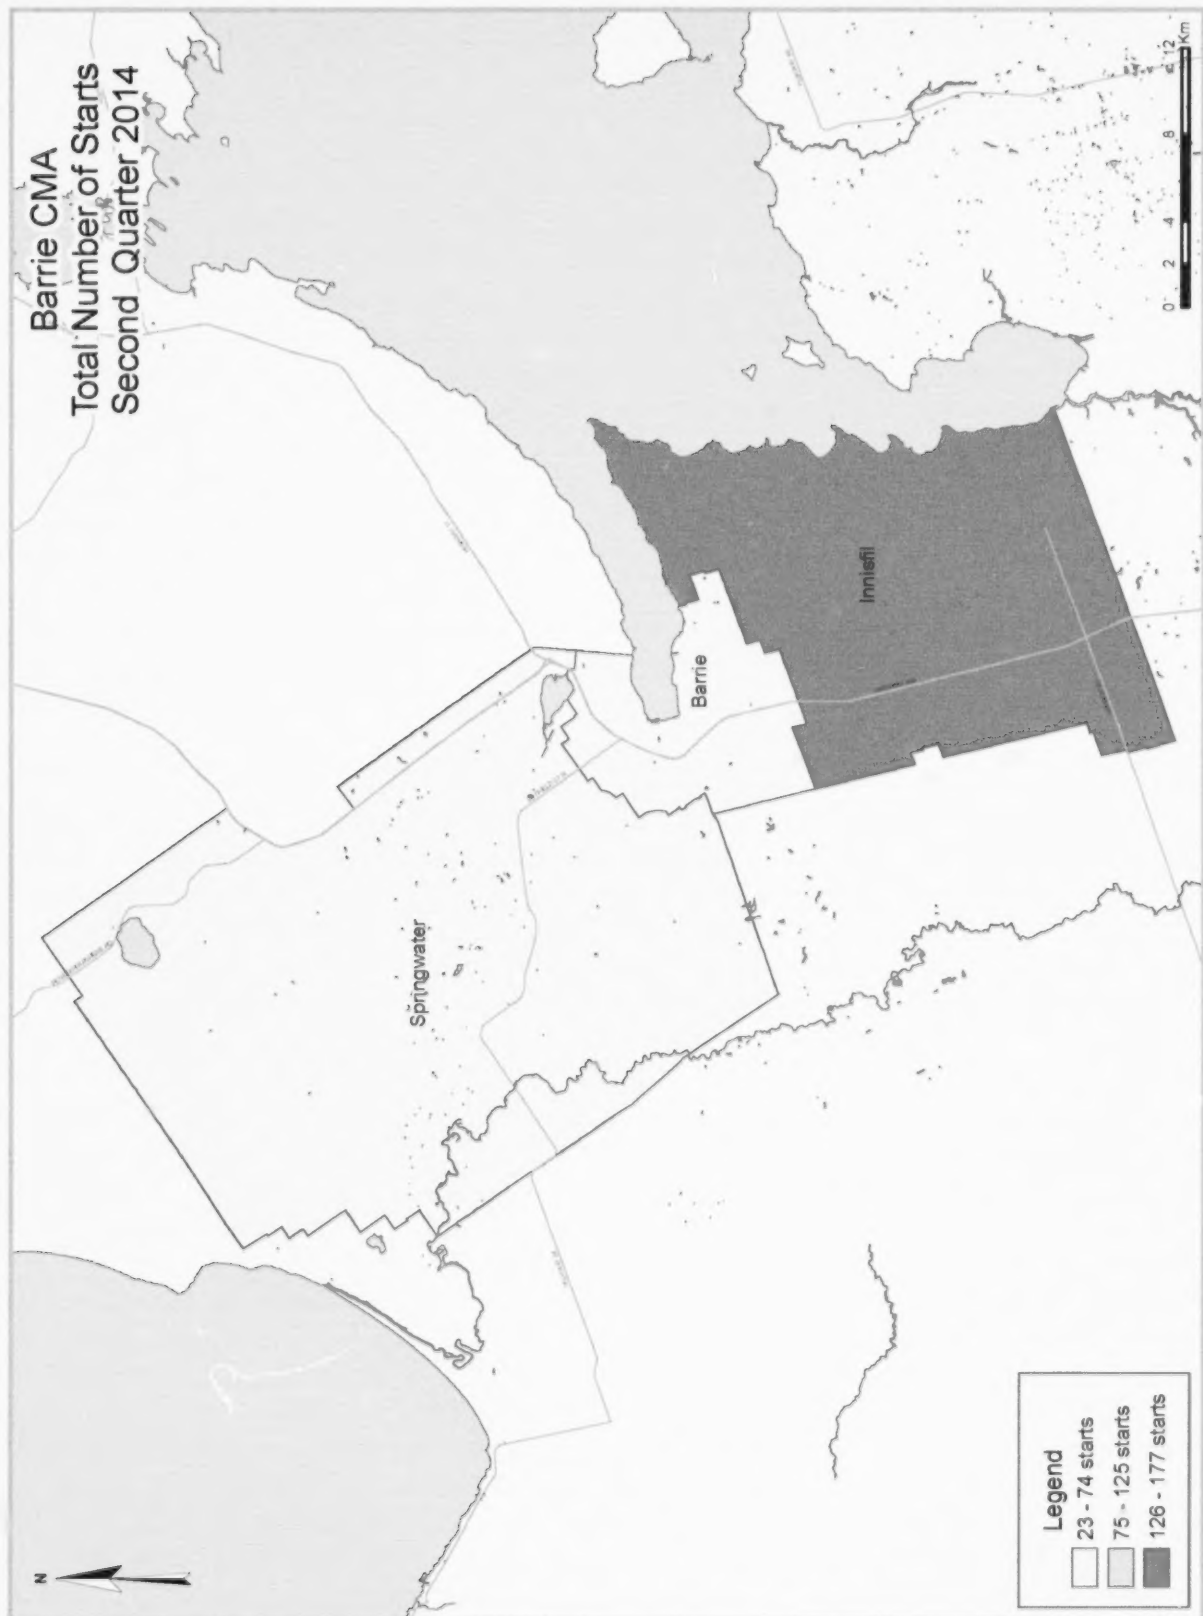 Barrie CMA
Total Number of Starts
Second Quarter 2014
N
Springwater
Barrie
Innisfil
Legend
23 - 74 starts
75 - 125 starts
126 - 177 starts
0 2 4 8 12
Km